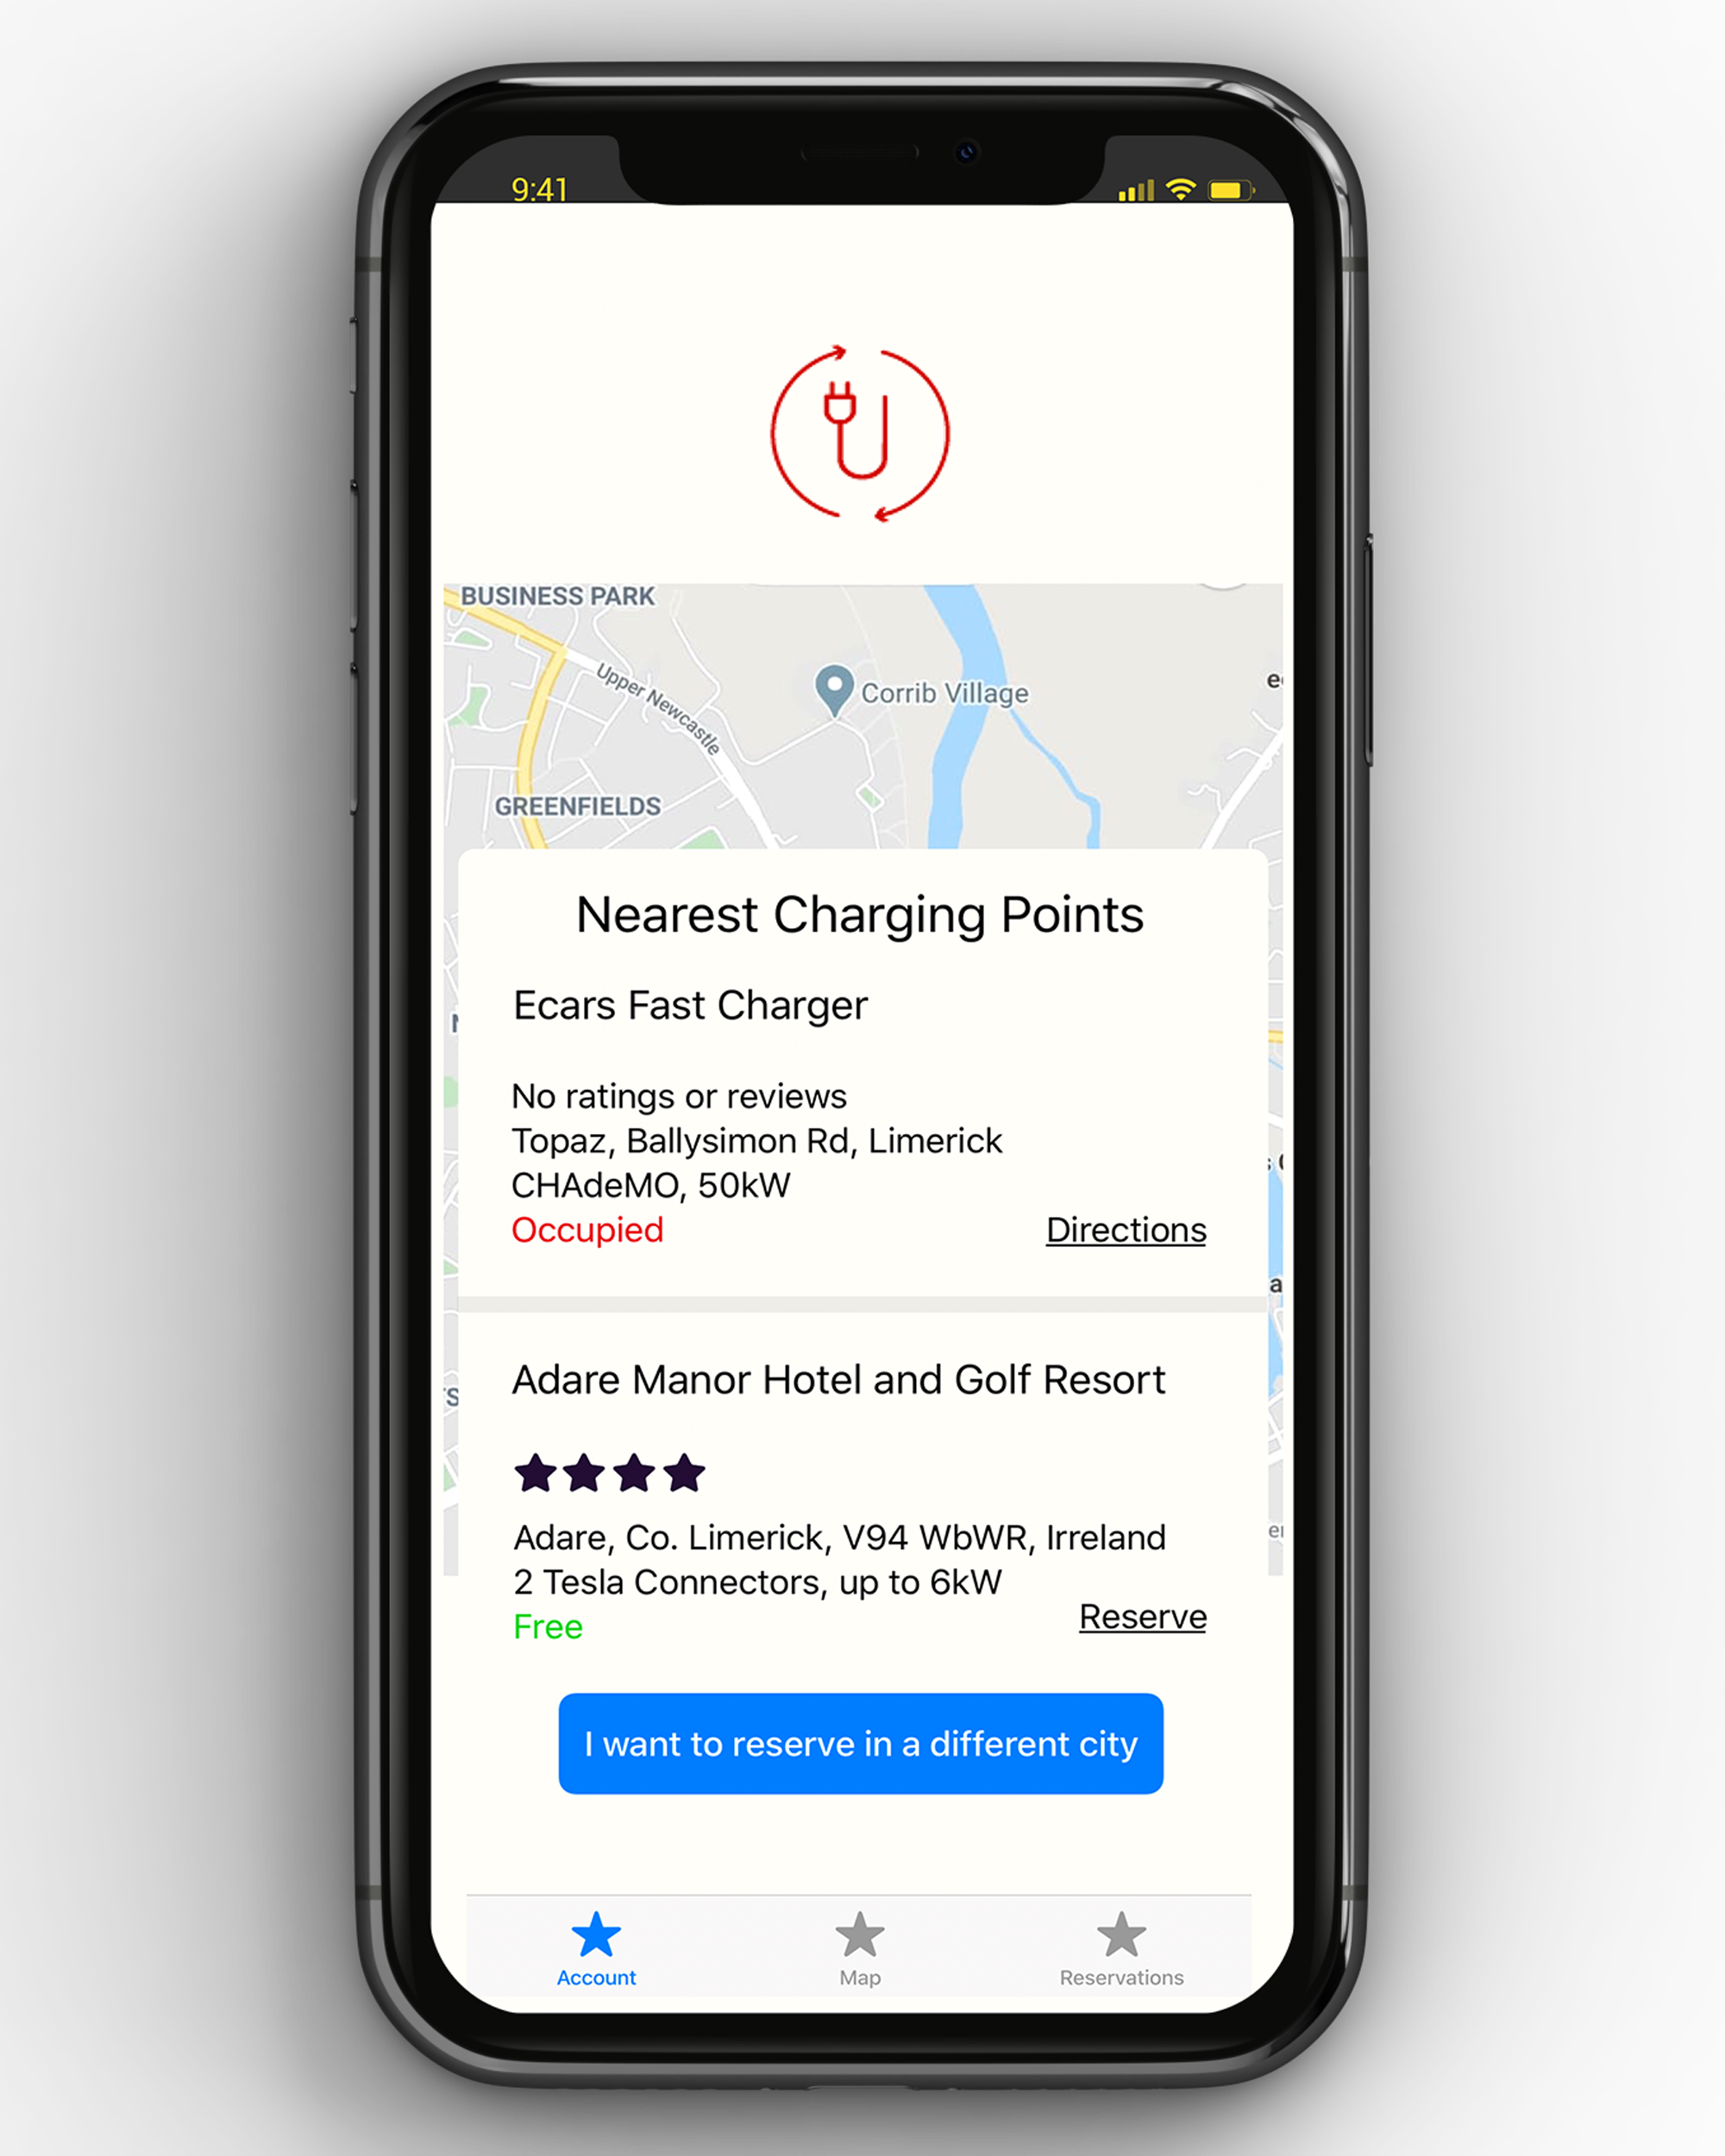 9:41
BUSINESS PARK
Upper Newcastle
Corrib Village
GREENFIELDS
Nearest Charging Points
Ecars Fast Charger
No ratings or reviews
Topaz, Ballysimon Rd, Limerick
CHAdeMO, 50kW
Occupied
Directions
Adare Manor Hotel and Golf Resort
Adare, Co. Limerick, V94 WbWR, Irreland
2 Tesla Connectors, up to 6kW
Free
Reserve
I want to reserve in a different city
Account
Map
Reservations